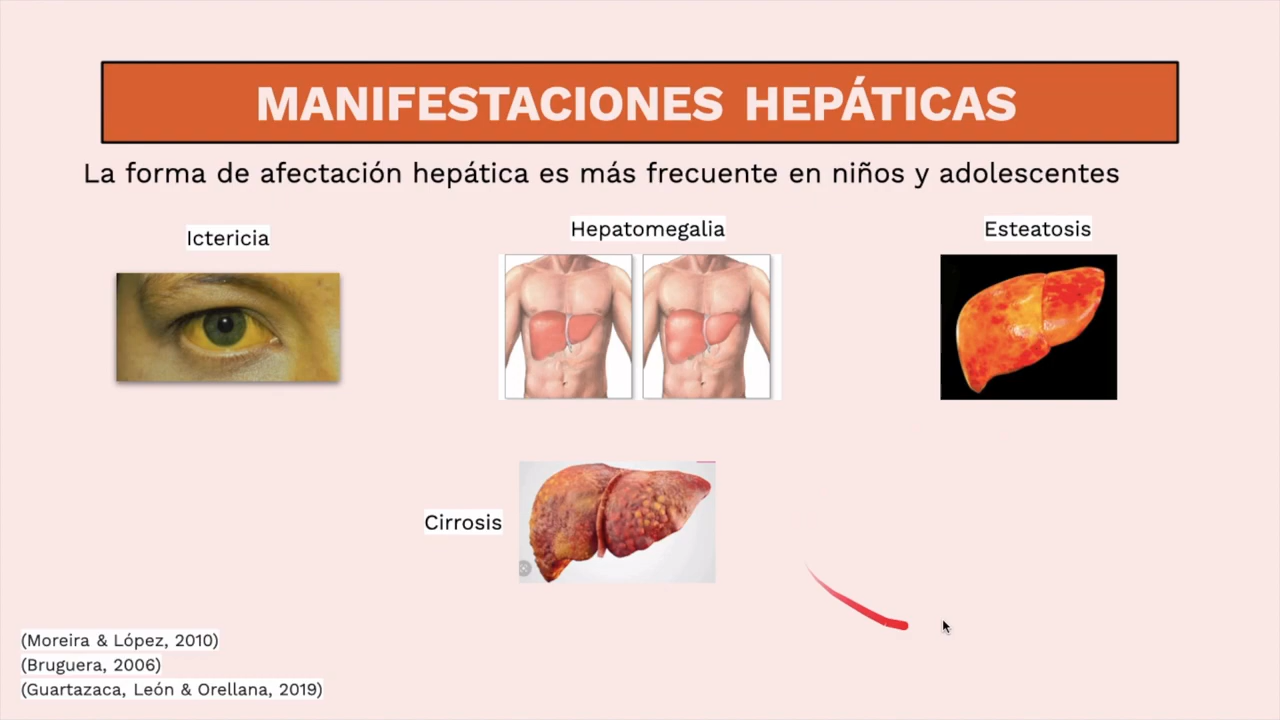 MANIFESTACIONES HEPÁTICAS
La forma de afectación hepática es más frecuente en niños y adolescentes
Ictericia
Hepatomegalia
Esteatosis
Cirrosis
(Moreira & López, 2010)
(Bruguera, 2006)
(Guartazaca, León & Orellana, 2019)